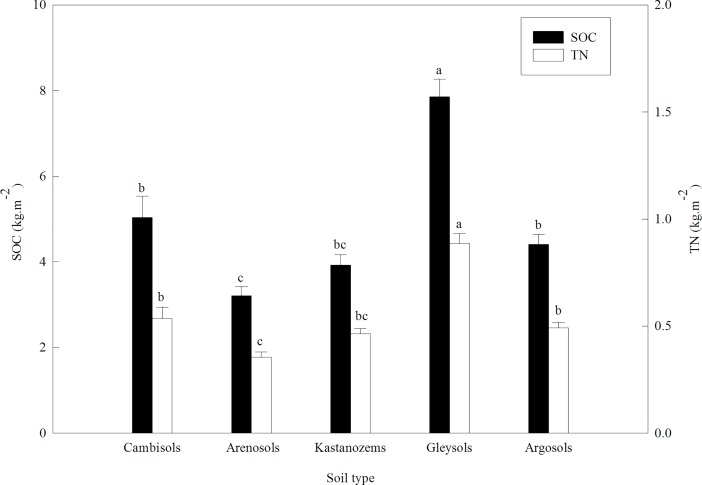 10
8
6
4
2
0
SOC (kg.m-2)
2.0
1.5
1.0
0.5
0.0
TN (kg.m-2)
SOC
TN
b
b
c
c
bc
bc
a
a
b
b
Cambisols
Arenosols
Kastanozems
Gleysols
Argosols
Soil type